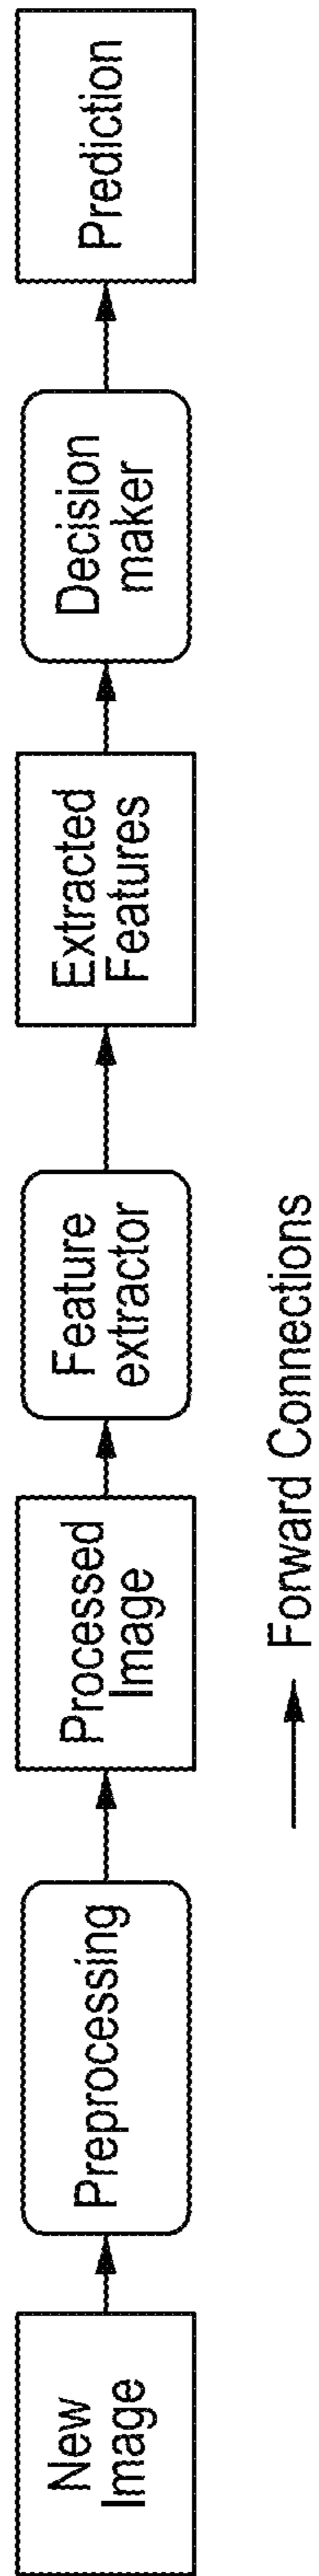 New
Image
Preprocessing
Processed
Image
Feature
extractor
Extracted
Features
Decision
maker
Prediction
Forward Connections